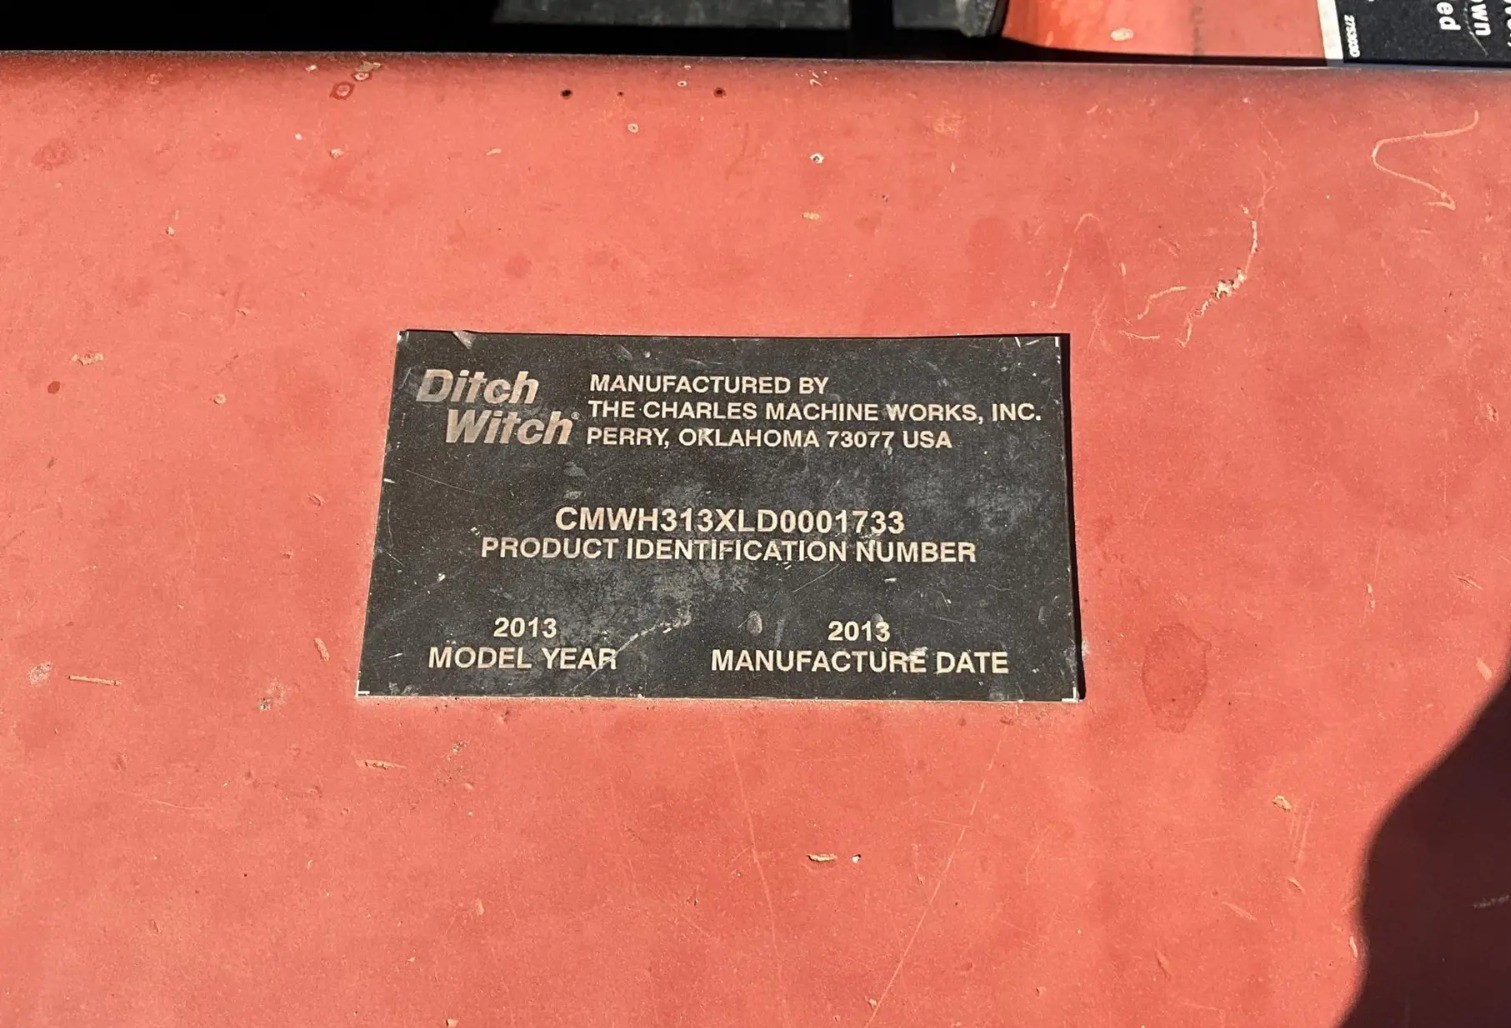 Ditch
Witch®
MANUFACTURED BY
THE CHARLES MACHINE WORKS, INC.
PERRY, OKLAHOMA 73077 USA
CMWH313XLD0001733
PRODUCT IDENTIFICATION NUMBER
2013
MODEL YEAR
2013
MANUFACTURE DATE